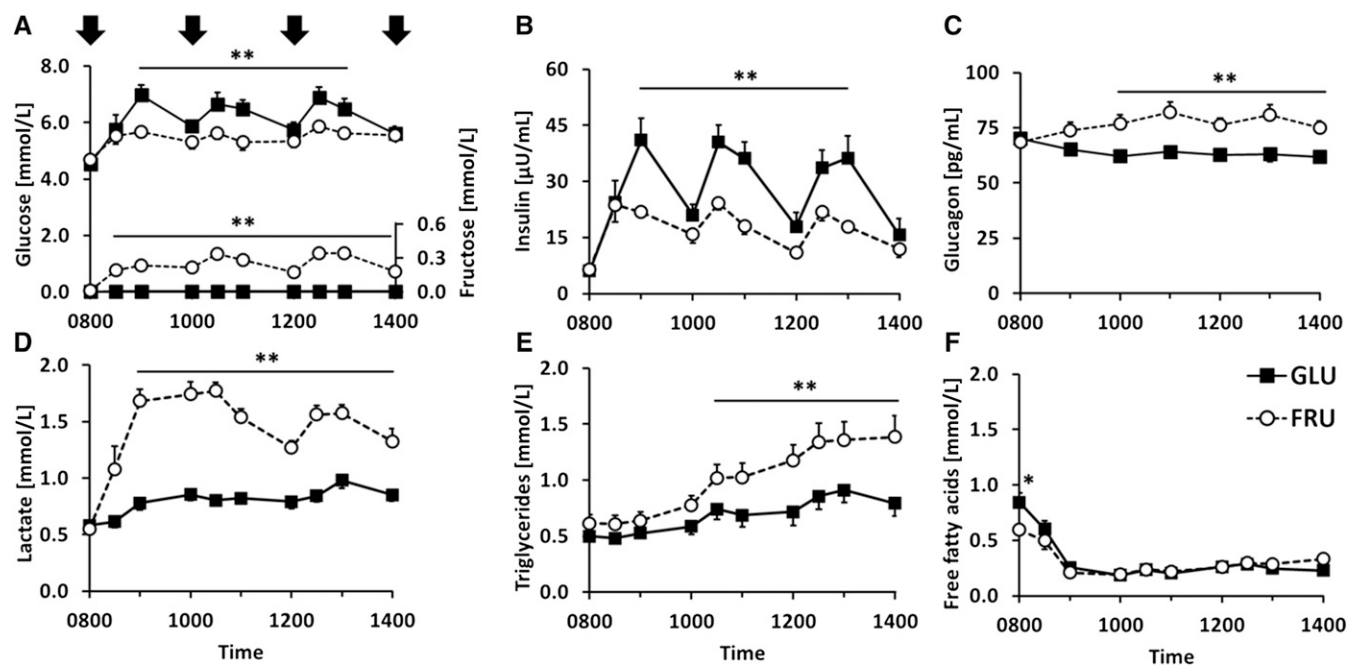 A
**
8.0
6.0
4.0
2.0
0.0
Glucose [mmol/L]
**
0.6
0.3
0.0
Fructose [mmol/L]
0800 1000 1200 1400
B
**
60
45
30
15
0
Insulin [µU/mL]
0800 1000 1200 1400
C
**
100
75
50
25
0
Glucagon [pg/mL]
0800 1000 1200 1400
D
**
2.0
1.5
1.0
0.5
0.0
Lactate [mmol/L]
0800 1000 1200 1400
Time
E
**
2.0
1.5
1.0
0.5
0.0
Triglycerides [mmol/L]
0800 1000 1200 1400
Time
F
GLU
FRU
*
2.0
1.5
1.0
0.5
0.0
Free fatty acids [mmol/L]
0800 1000 1200 1400
Time